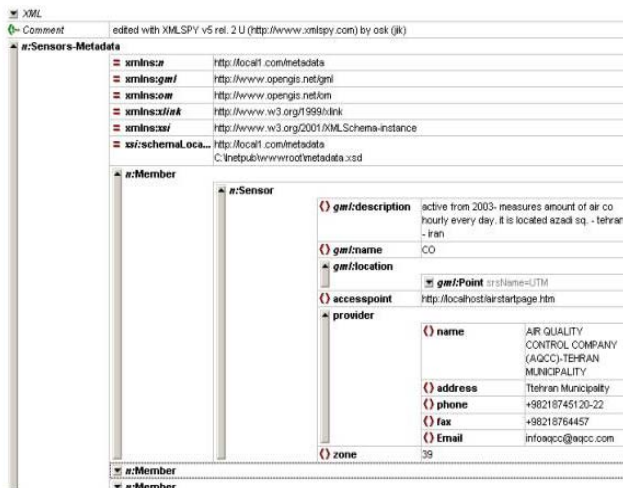 XML
Comment edited with XMLSPY v5 rel. 2 U (http://www.xmlspy.com) by osk (jik)
n:Sensors-Metadata
= xmlns:n http://local1.com/metadata
= xmlns:gml http://www.opengis.net/gml
= xmlns:om http://www.opengis.net/om
= xmlns:xlink http://www.w3.org/1999/xlink
= xmlns:xsi http://www.w3.org/2001/XMLSchema-instance
= xsi:schemaLoca... http://local1.com/metadata
C:\Inetpub\wwwroot\metadata.xsd
n:Member
n:Sensor
() gml:description active from 2003- measures amount of air co
hourly every day. it is located azadi sq. - tehran
- iran
() gml:name CO
gml:location
gml:Point srsName=UTM
() accesspoint http://localhost/airstartpage.htm
provider
() name AIR QUALITY
CONTROL COMPANY
(AQCC)-TEHRAN
MUNICIPALITY
() address Ttehran Municipality
() phone +98218745120-22
() fax +98218764457
() Email infoaqcc@aqcc.com
() zone 39
n:Member
n:Member